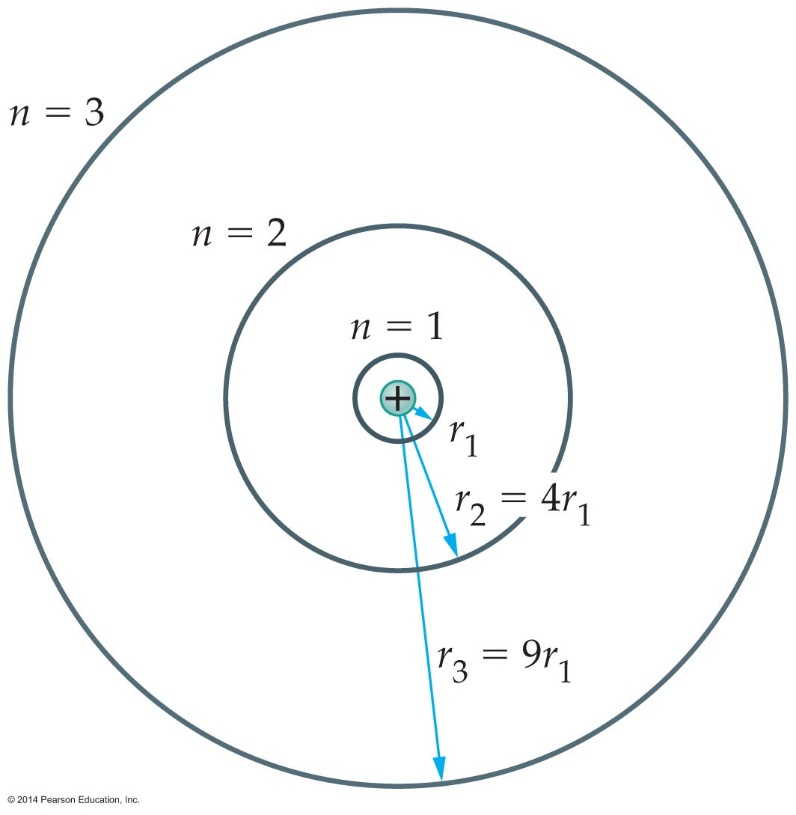 n = 3
n = 2
n = 1
+
r₁
r₂ = 4r₁
r₃ = 9r₁
© 2014 Pearson Education, Inc.